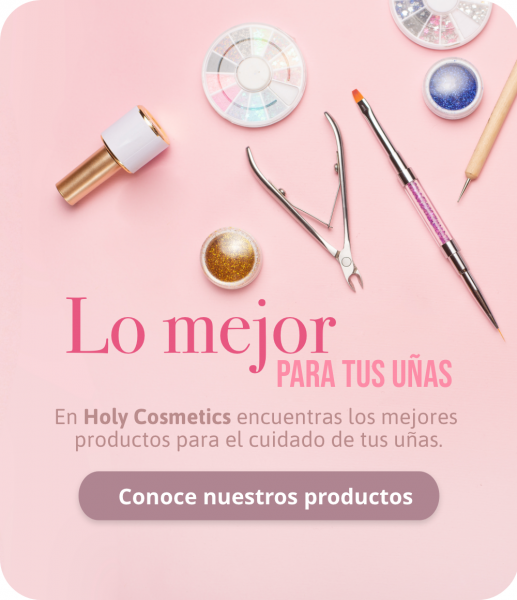 Lo mejor
PARA TUS UÑAS
En Holy Cosmetics encuentras los mejores
productos para el cuidado de tus uñas.
Conoce nuestros productos